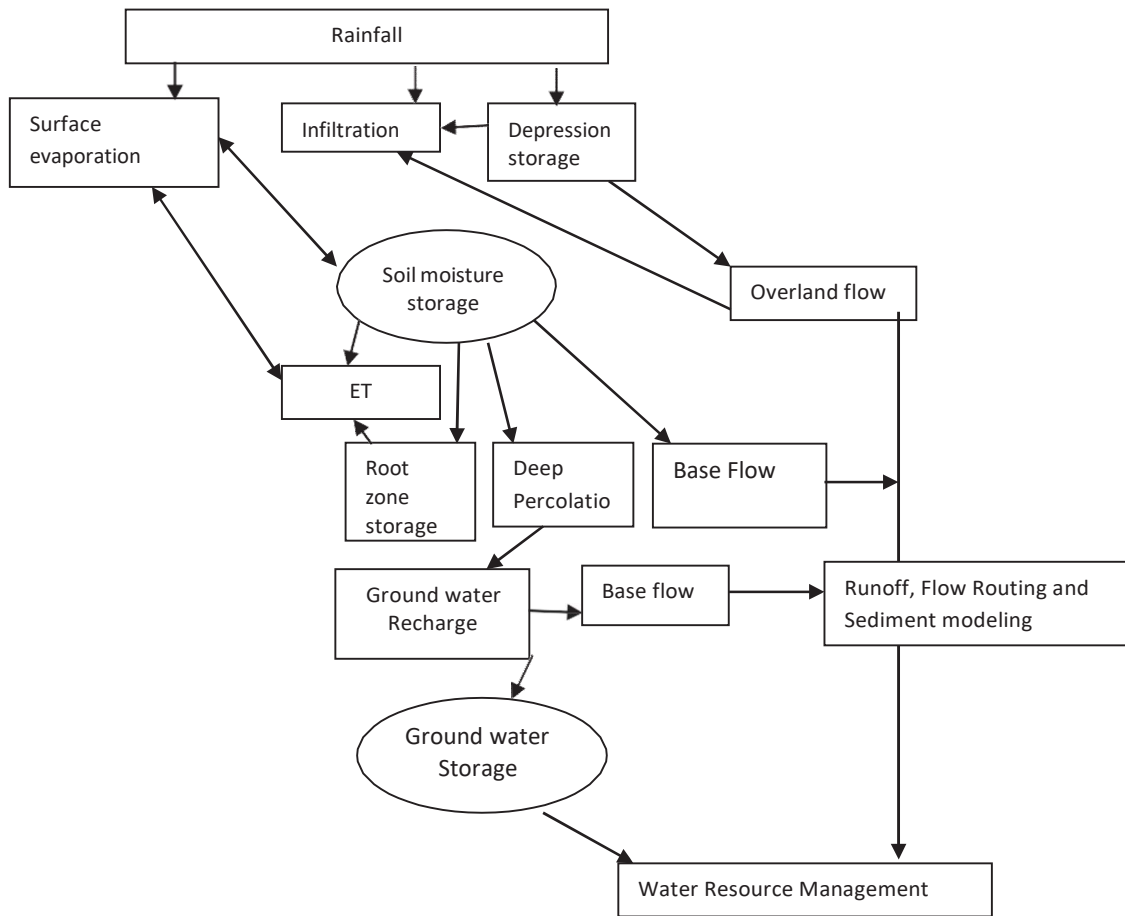 Rainfall
Surface
evaporation
Infiltration
Depression
storage
Soil moisture
storage
Overland flow
ET
Root
zone
storage
Deep
Percolatio
Base Flow
Ground water
Recharge
Base flow
Runoff, Flow Routing and
Sediment modeling
Ground water
Storage
Water Resource Management